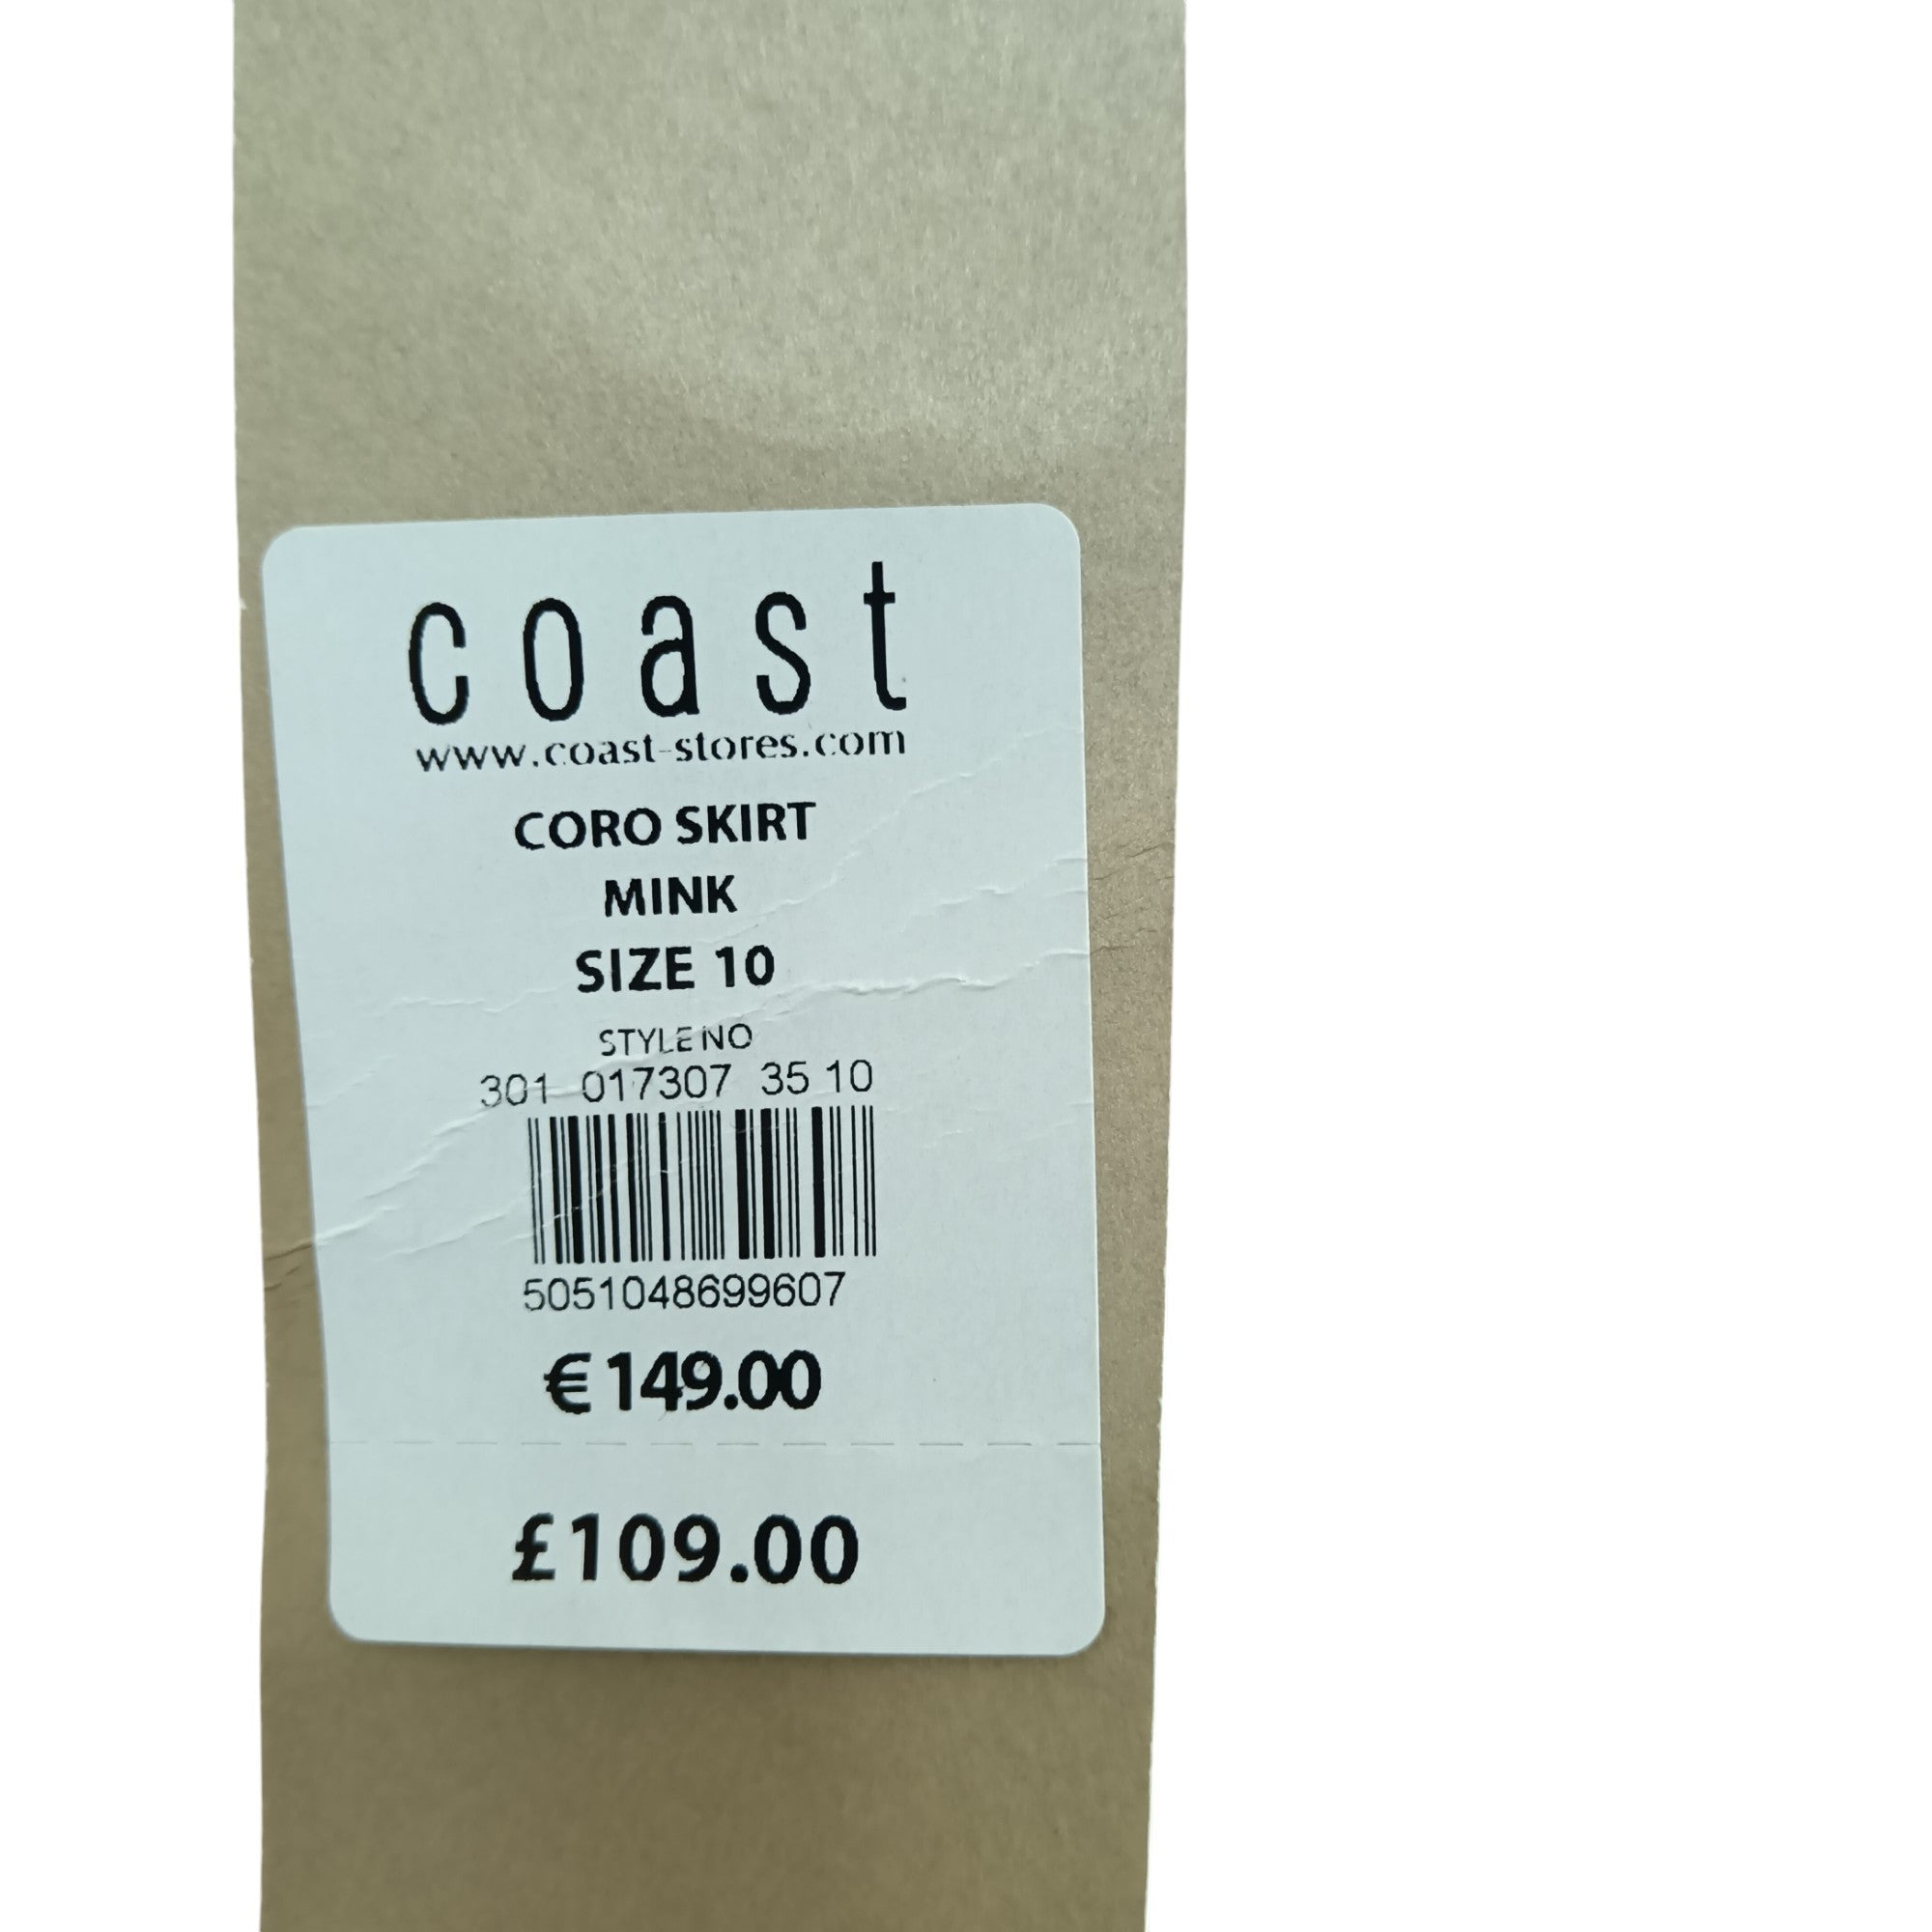 coast
www.coast-stores.com
CORO SKIRT
MINK
SIZE 10
STYLE NO
301 017307 35 10
5051048699607
€149.00
£109.00